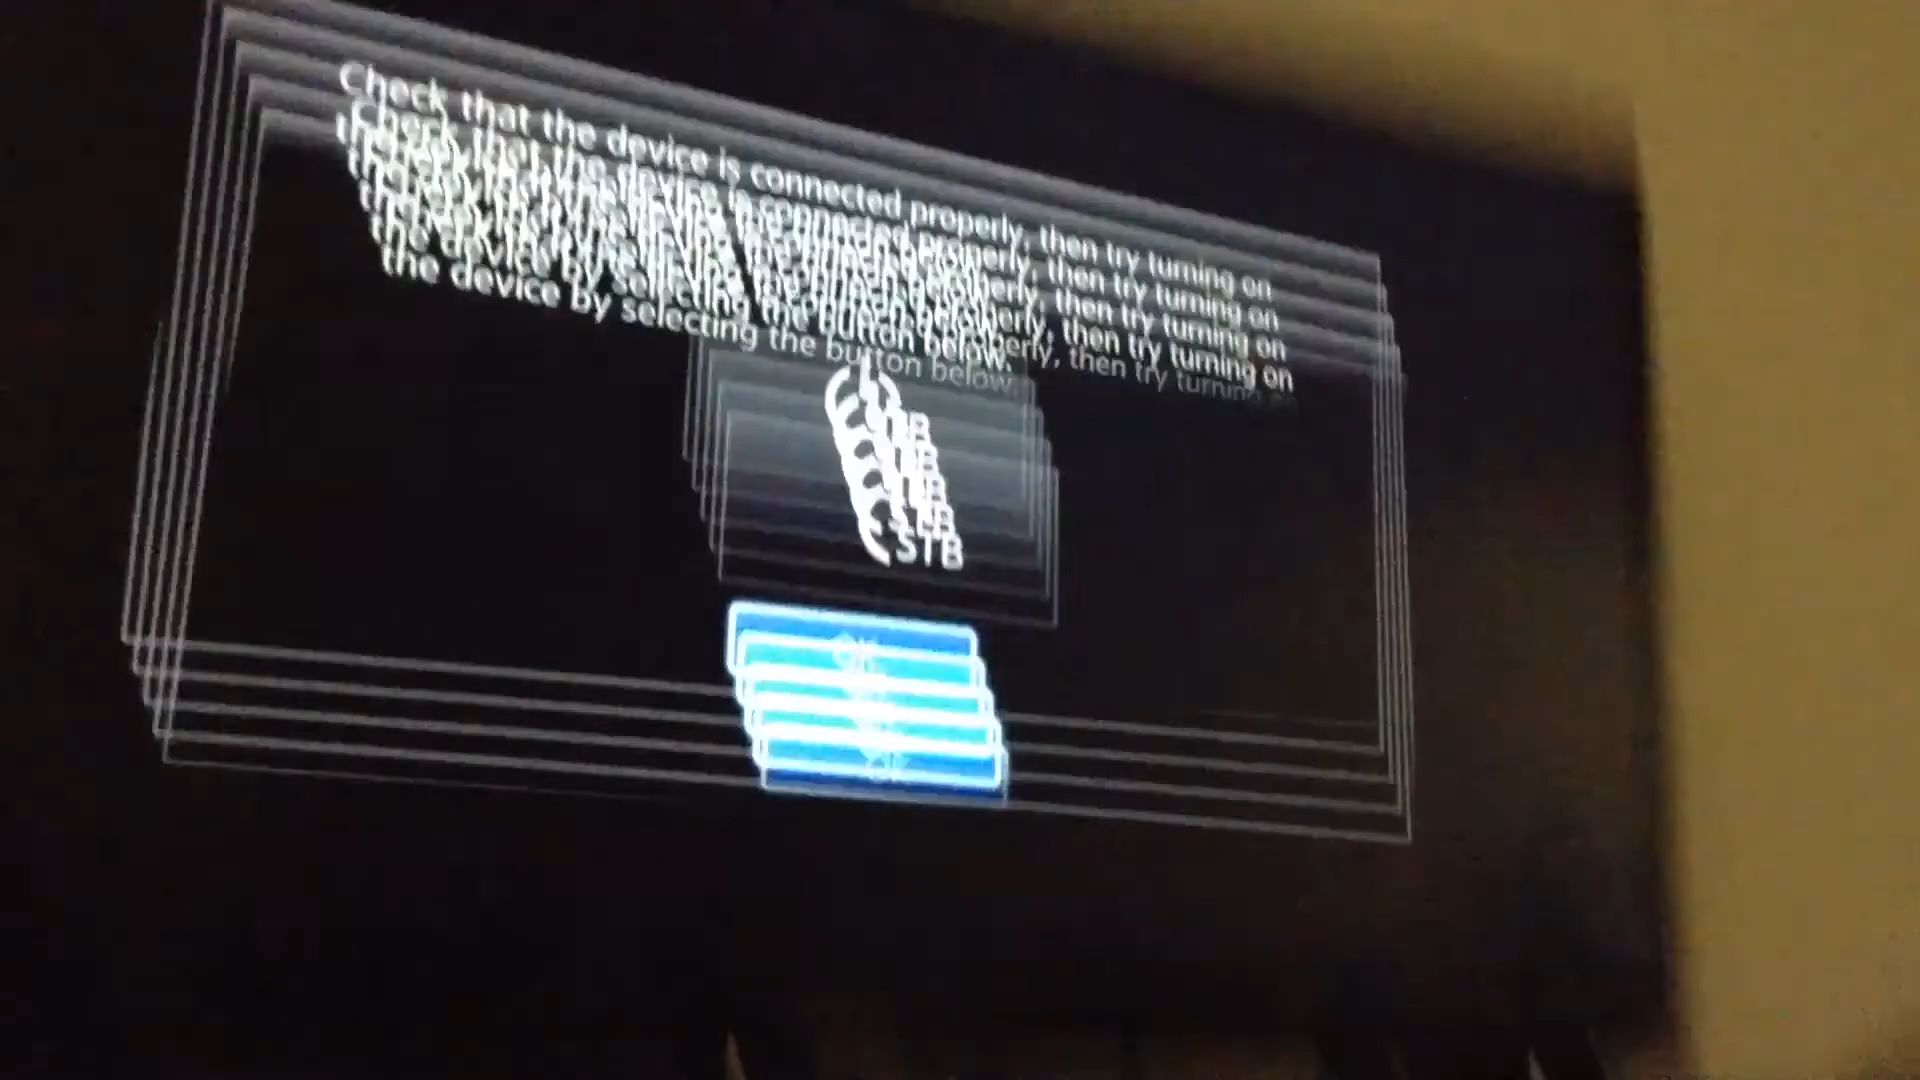 Check that the device is connected properly, then try turning on
the device by selecting the button below.
STB
OK